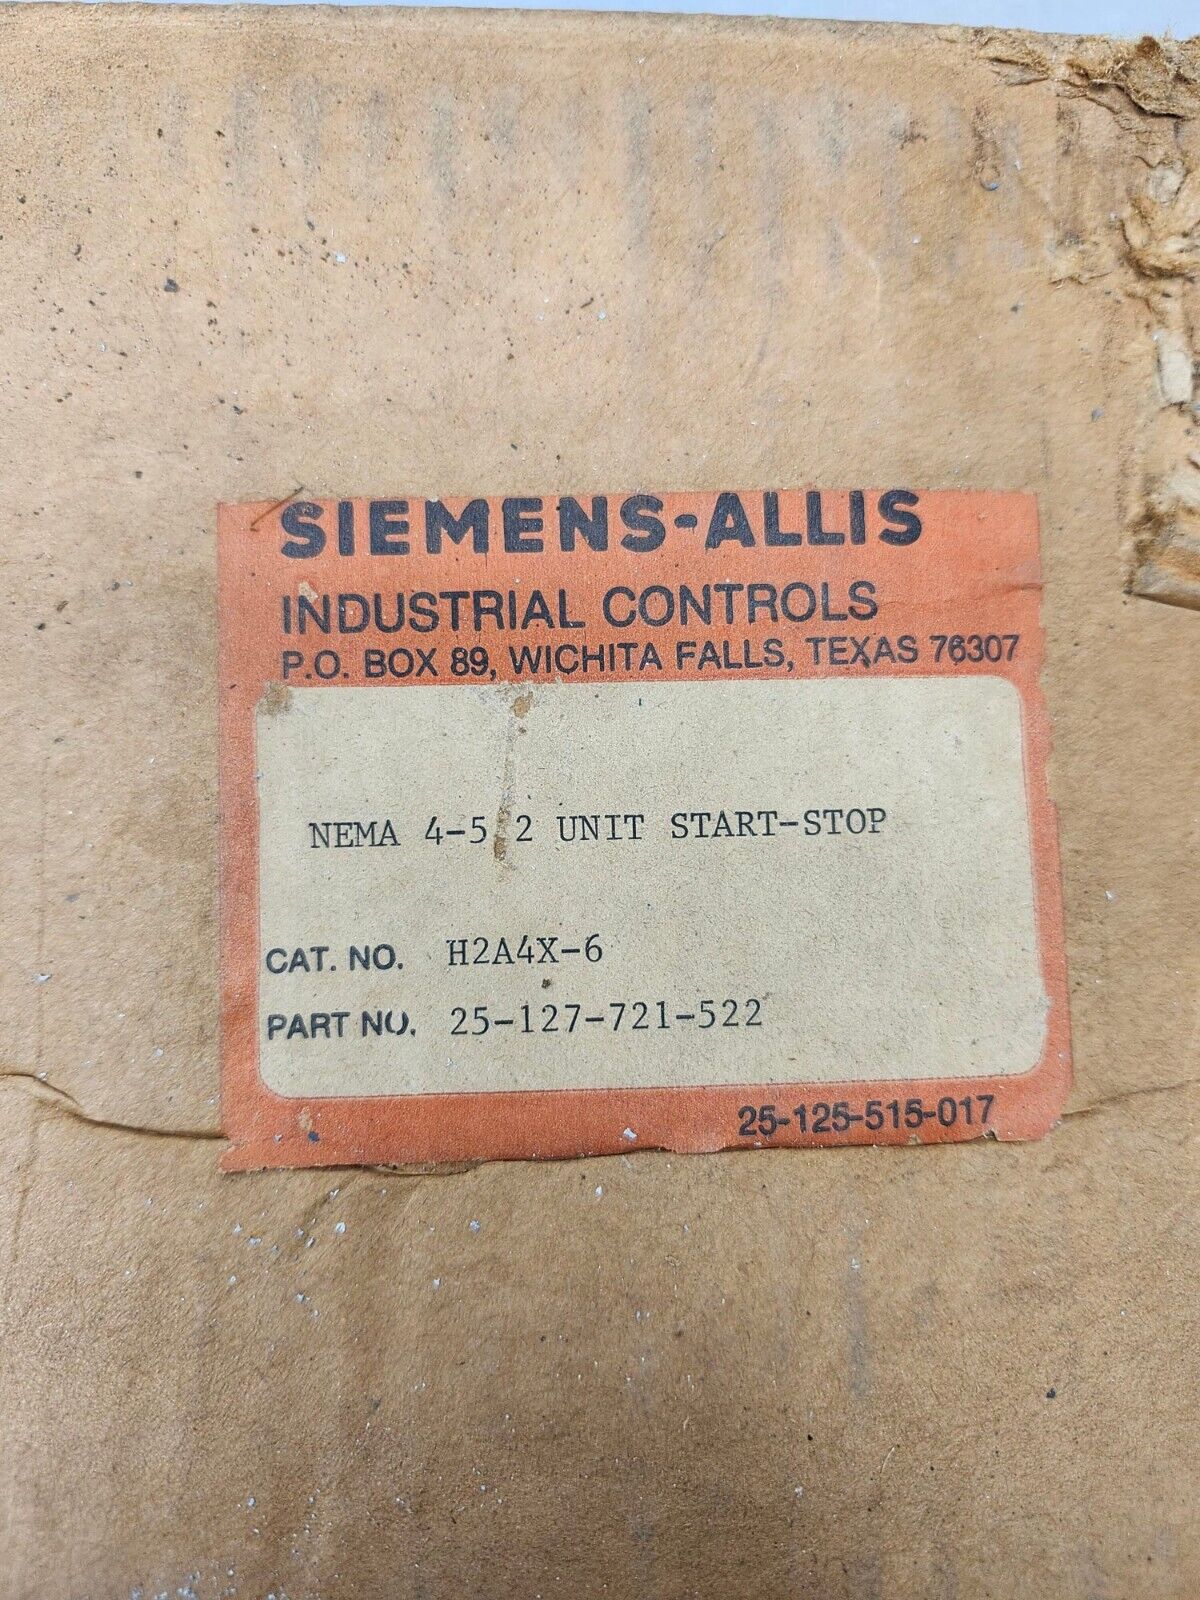 SIEMENS-ALLIS
INDUSTRIAL CONTROLS
P.O. BOX 89, WICHITA FALLS, TEXAS 76307
NEMA 4-5 2 UNIT START-STOP
CAT. NO. H2A4X-6
PART NO. 25-127-721-522
25-125-515-017